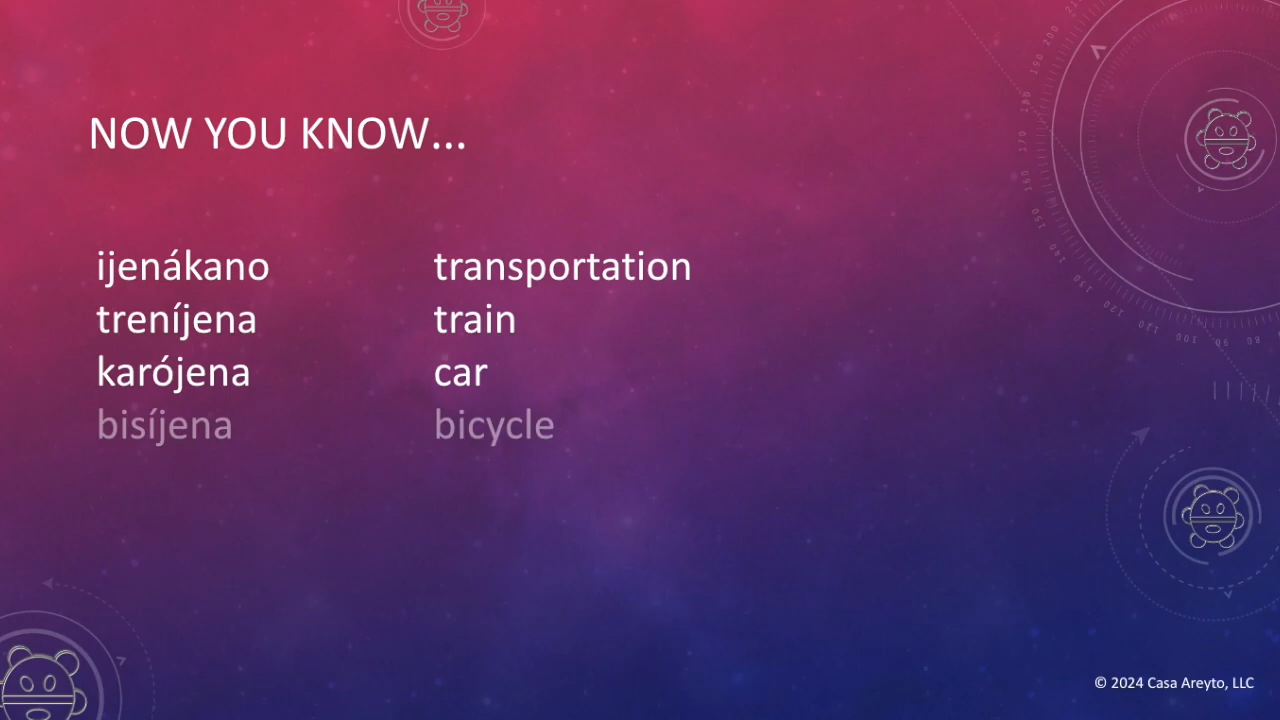 NOW YOU KNOW...
ijenákano transportation
treníjena train
karójena car
bisíjena bicycle
© 2024 Casa Areyto, LLC